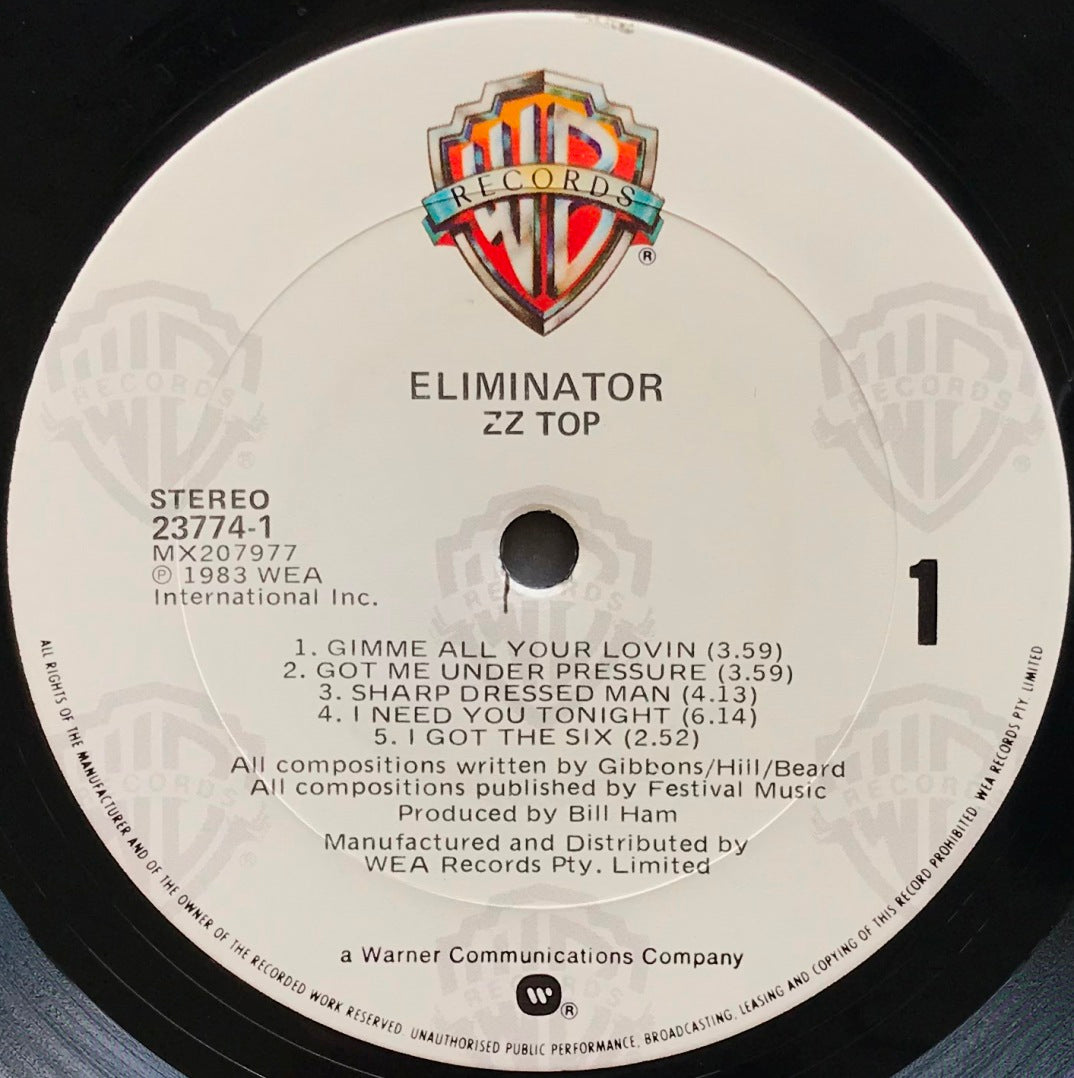 WB
RECORDS
®
ELIMINATOR
ZZ TOP
STEREO
23774-1
MX207977
℗ 1983 WEA
International Inc.
1
1. GIMME ALL YOUR LOVIN (3.59)
2. GOT ME UNDER PRESSURE (3.59)
3. SHARP DRESSED MAN (4.13)
4. I NEED YOU TONIGHT (6.14)
5. I GOT THE SIX (2.52)
All compositions written by Gibbons/Hill/Beard
All compositions published by Festival Music
Produced by Bill Ham
Manufactured and Distributed by
WEA Records Pty. Limited
a Warner Communications Company
®
ALL RIGHTS OF THE MANUFACTURER AND OF THE OWNER OF THE RECORDED WORK RESERVED. UNAUTHORISED PUBLIC PERFORMANCE, BROADCASTING, LEASING AND COPYING OF THIS RECORD PROHIBITED. WEA RECORDS PTY. LIMITED